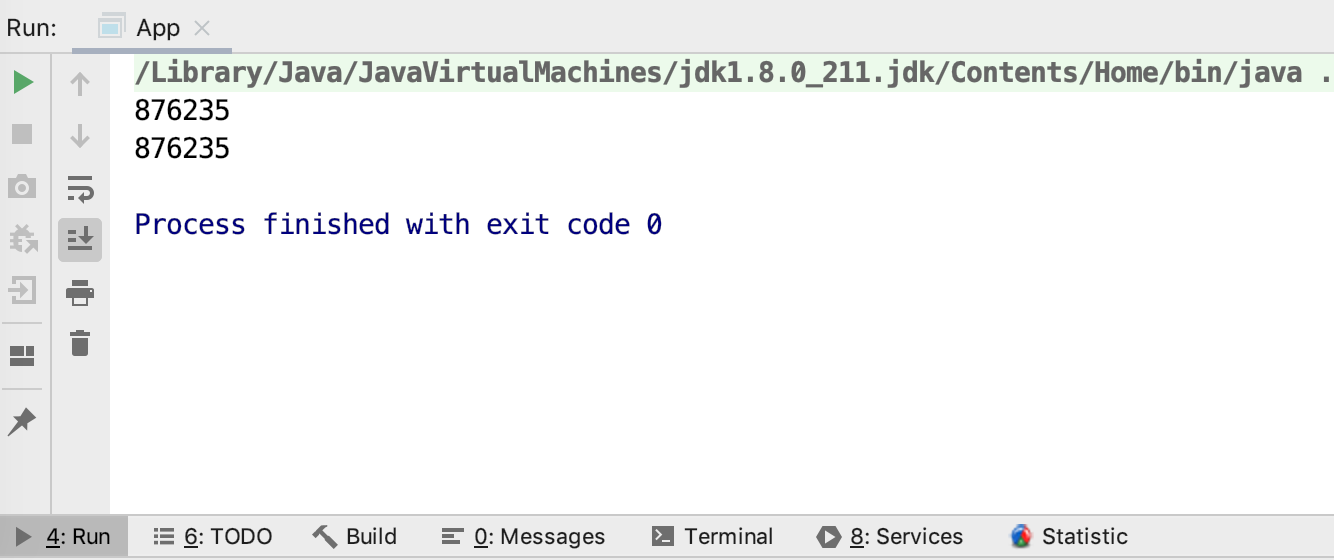 Run: App
/Library/Java/JavaVirtualMachines/jdk1.8.0_211.jdk/Contents/Home/bin/java .
876235
876235
Process finished with exit code 0
4: Run 6: TODO Build 0: Messages Terminal 8: Services Statistic